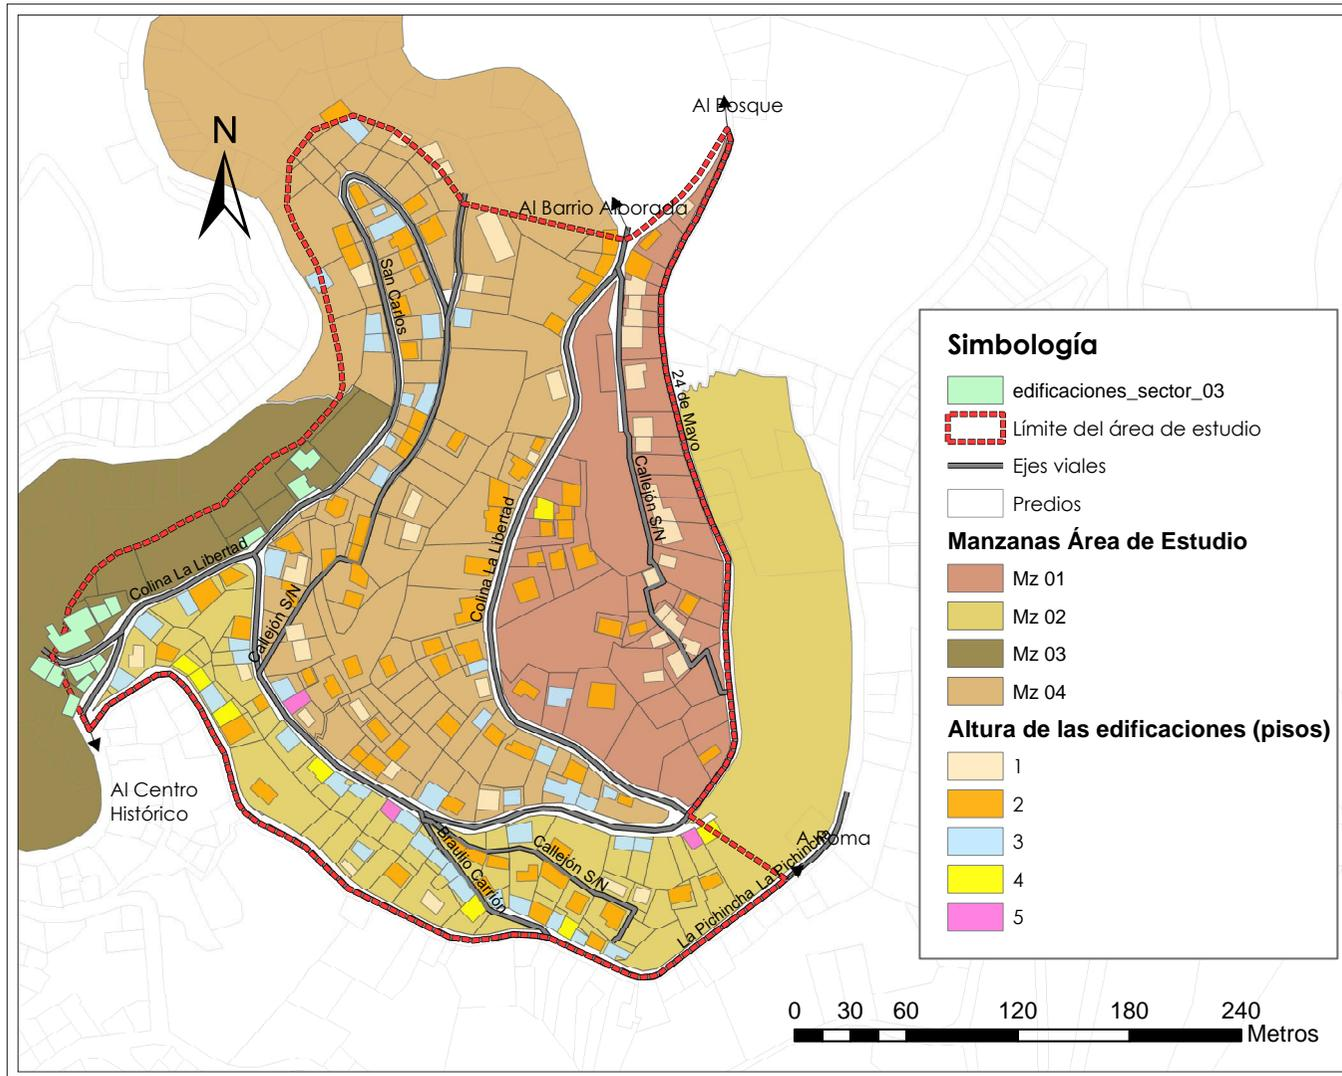 Al Bosque
N
Al Barrio Alborada
San Carlos
24 de Mayo
Callejón S/N
Colina La Libertad
Colina La Libertad
Callejón S/N
Al Centro
Histórico
Braulio Carrión
Callejón S/N
La Pichincha
La Pichincha
A Roma
Simbología
edificaciones_sector_03
Límite del área de estudio
Ejes viales
Predios
Manzanas Área de Estudio
Mz 01
Mz 02
Mz 03
Mz 04
Altura de las edificaciones (pisos)
1
2
3
4
5
0 30 60 120 180 240
Metros